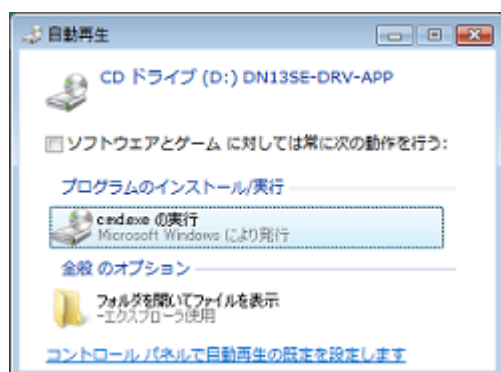 自動再生
CD ドライブ (D:) DN13SE-DRV-APP
ソフトウェアとゲーム に対しては常に次の動作を行う:
プログラムのインストール/実行
cmd.exe の実行
Microsoft Windows により発行
全般 のオプション
フォルダを開いてファイルを表示
-エクスプローラ使用
コントロール パネルで自動再生の既定を設定します